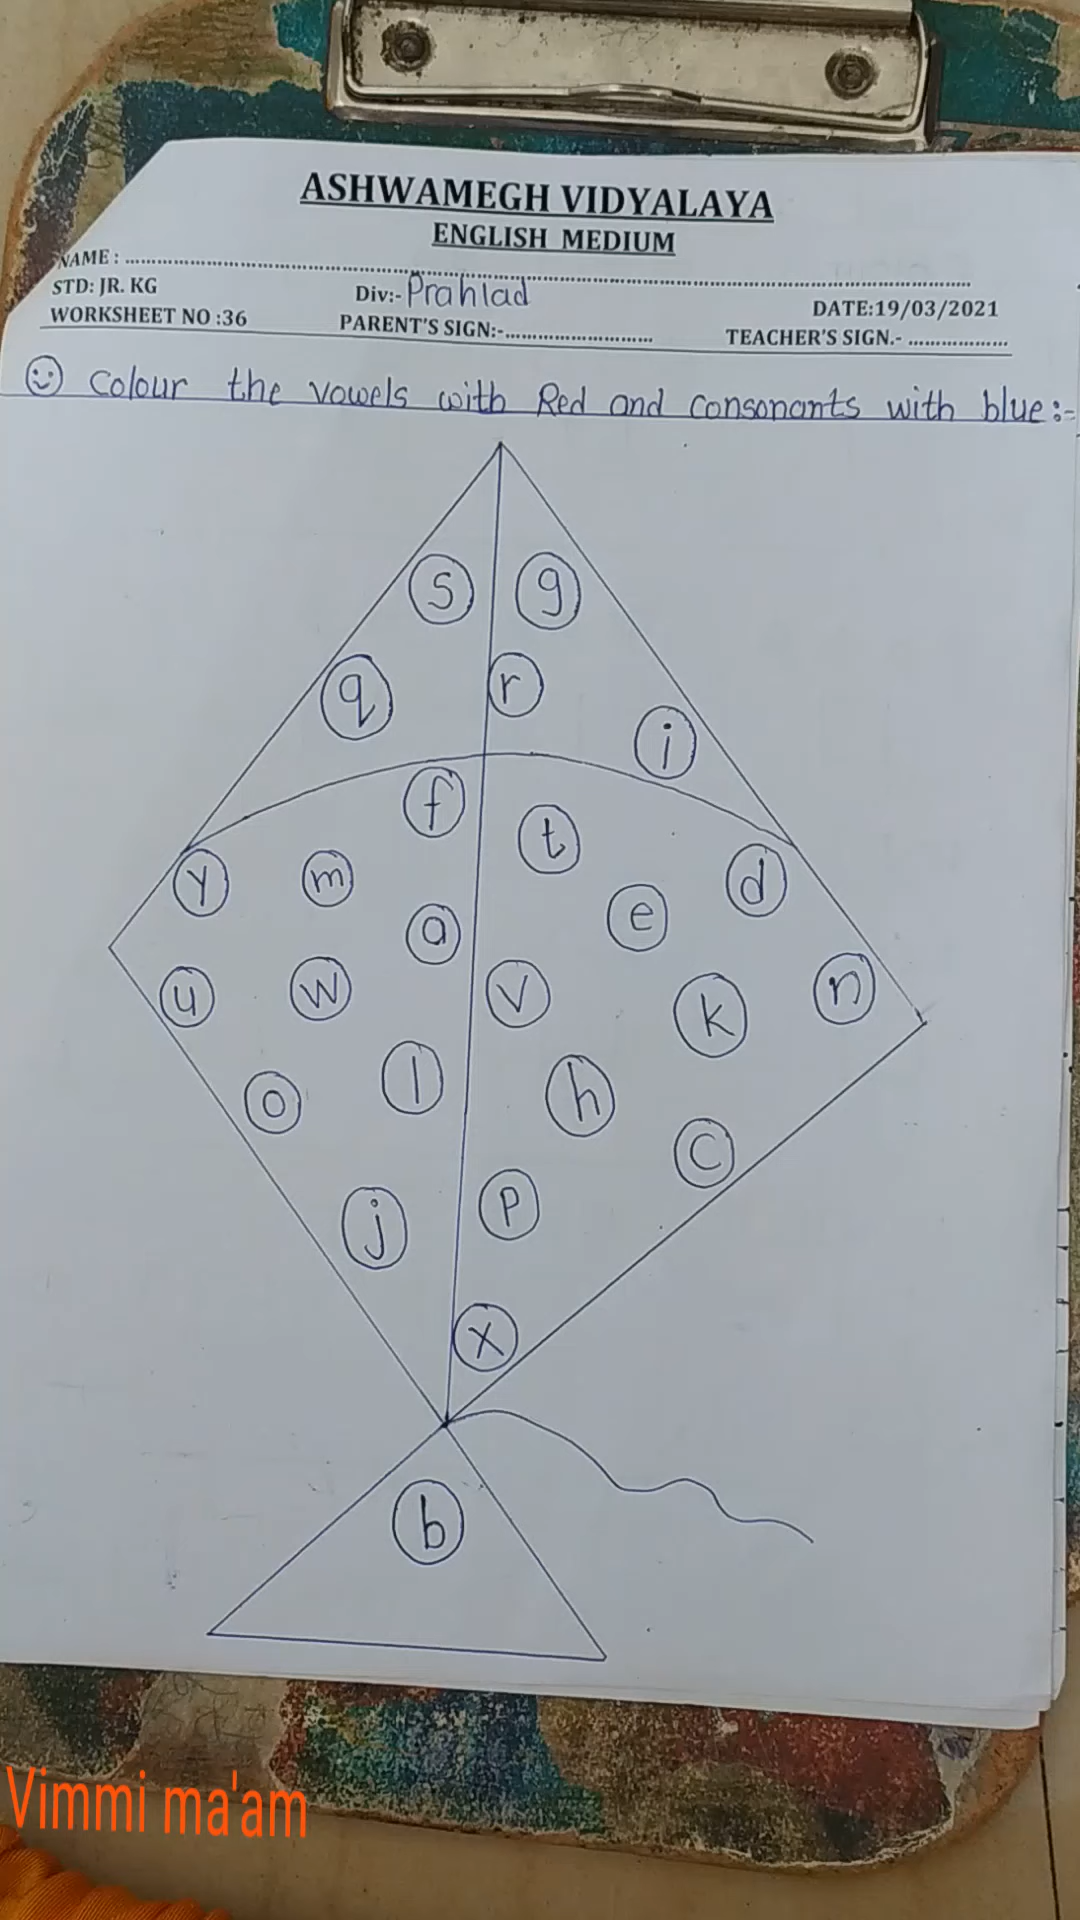 ASHWAMEGH VIDYALAYA
ENGLISH MEDIUM
NAME : ................................................
STD: JR. KG Div:- Prahlad DATE:19/03/2021
WORKSHEET NO :36 PARENT'S SIGN:-............................ TEACHER'S SIGN.- ..................
Colour the vowels with Red and consonants with blue:-
s g
q r i
f t
y m a e d
u w v k n
o l h c
j p
x
b
Vimmi ma'am